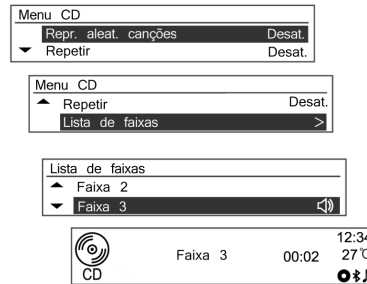 Menu CD
Repr. aleat. canções Desat.
Repetir Desat.
Menu CD
Repetir Desat.
Lista de faixas >
Lista de faixas
Faixa 2
Faixa 3
12:34
Faixa 3 00:02 27°C
CD